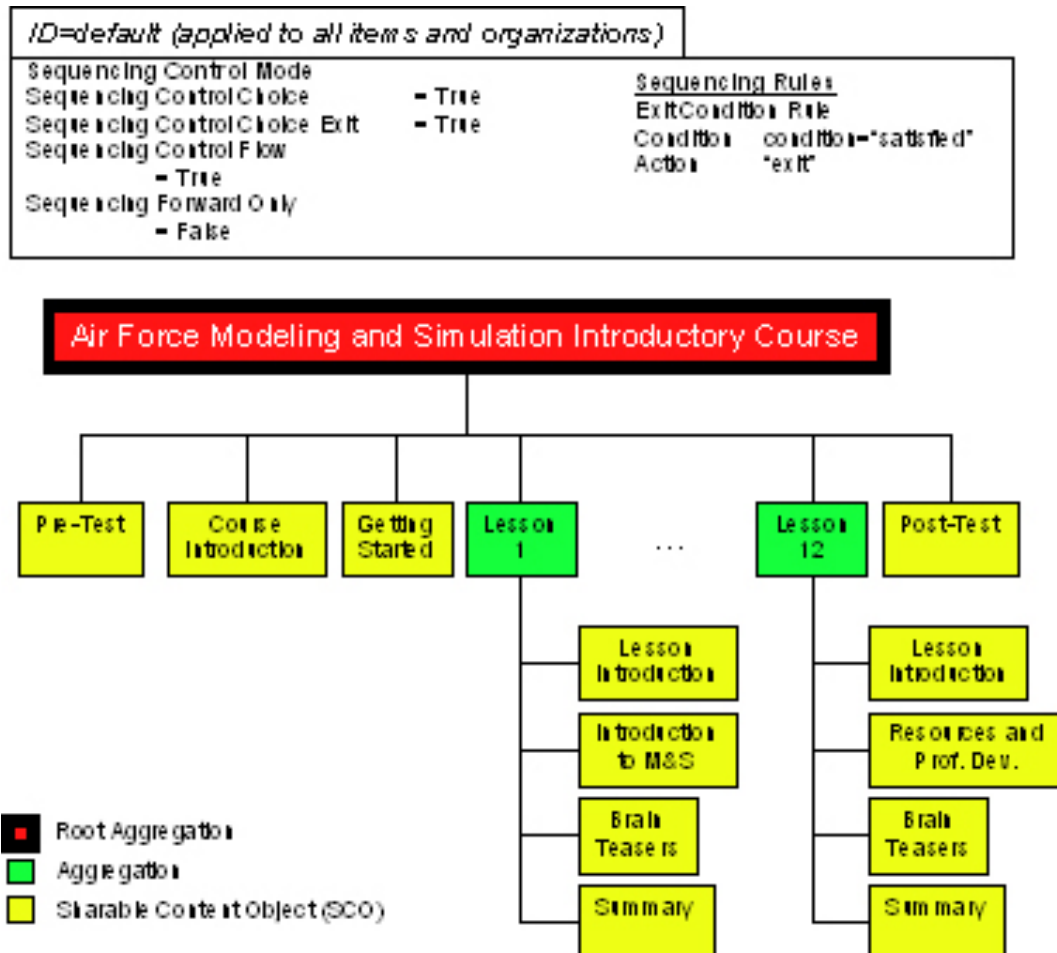 ID=default (applied to all items and organizations)
Sequencing Control Mode
Sequencing Control Choice = True
Sequencing Control Choice Exit = True
Sequencing Control Flow
= True
Sequencing Forward Only
= False
Sequencing Rules
ExitCondition Rule
Condition condition="satisfied"
Action "exit"
Air Force Modeling and Simulation Introductory Course
Pre-Test
Course
Introduction
Getting
Started
Lesson
1
...
Lesson
12
Post-Test
Lesson
Introduction
Introduction
to M&S
Brain
Teasers
Summary
Lesson
Introduction
Resources and
Prof. Dev.
Brain
Teasers
Summary
Root Aggregation
Aggregation
Sharable Content Object (SCO)